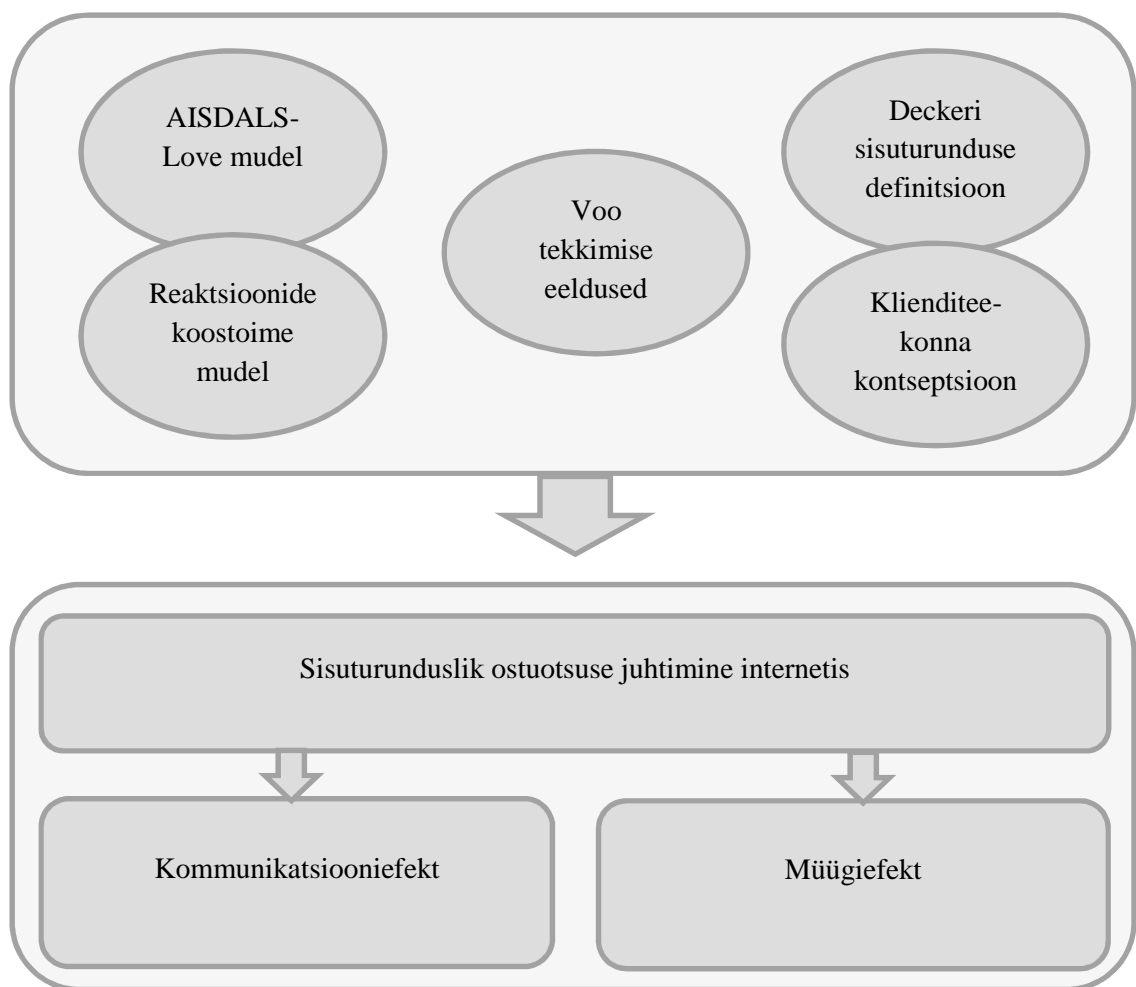 AISDALS-
Love mudel
Reaktsioonide
koostoime
mudel
Voo
tekkimise
eeldused
Deckeri
sisuturunduse
definitsioon
Klienditee-
konna
kontseptsioon
Sisuturunduslik ostuotsuse juhtimine internetis
Kommunikatsiooniefekt
Müügiefekt